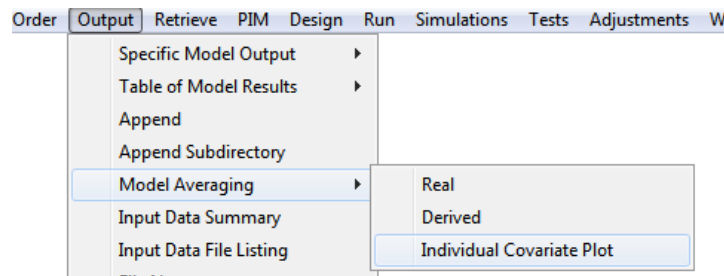 Order Output Retrieve PIM Design Run Simulations Tests Adjustments
Specific Model Output
Table of Model Results
Append
Append Subdirectory
Model Averaging
Real
Input Data Summary
Derived
Input Data File Listing
Individual Covariate Plot